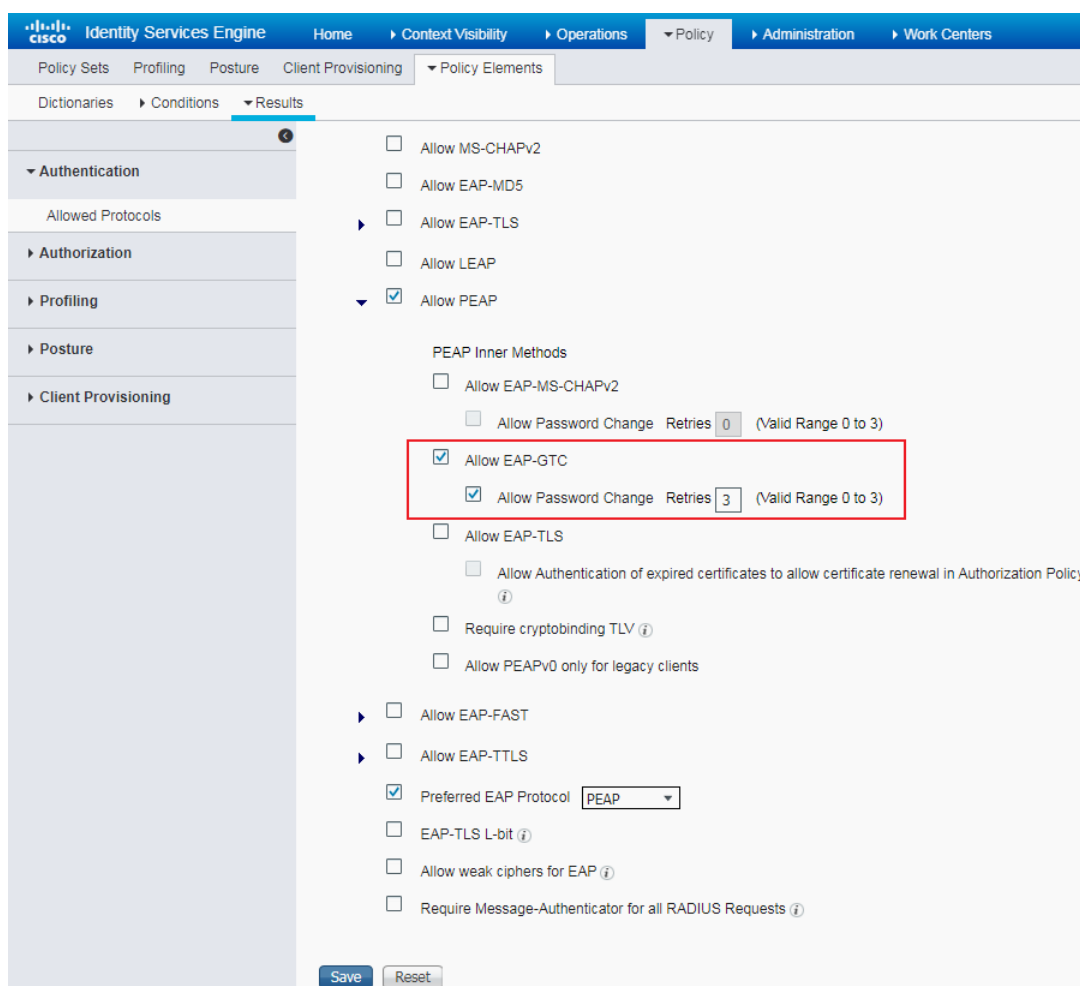 CISCO Identity Services Engine Home Context Visibility Operations Policy Administration Work Centers
Policy Sets Profiling Posture Client Provisioning Policy Elements
Dictionaries Conditions Results
Authentication
Allowed Protocols
Authorization
Profiling
Posture
Client Provisioning
Allow MS-CHAPv2
Allow EAP-MD5
Allow EAP-TLS
Allow LEAP
Allow PEAP
PEAP Inner Methods
Allow EAP-MS-CHAPv2
Allow Password Change Retries 0 (Valid Range 0 to 3)
Allow EAP-GTC
Allow Password Change Retries 3 (Valid Range 0 to 3)
Allow EAP-TLS
Allow Authentication of expired certificates to allow certificate renewal in Authorization Policy
Require cryptobinding TLV
Allow PEAPv0 only for legacy clients
Allow EAP-FAST
Allow EAP-TTLS
Preferred EAP Protocol PEAP
EAP-TLS L-bit
Allow weak ciphers for EAP
Require Message-Authenticator for all RADIUS Requests
Save Reset